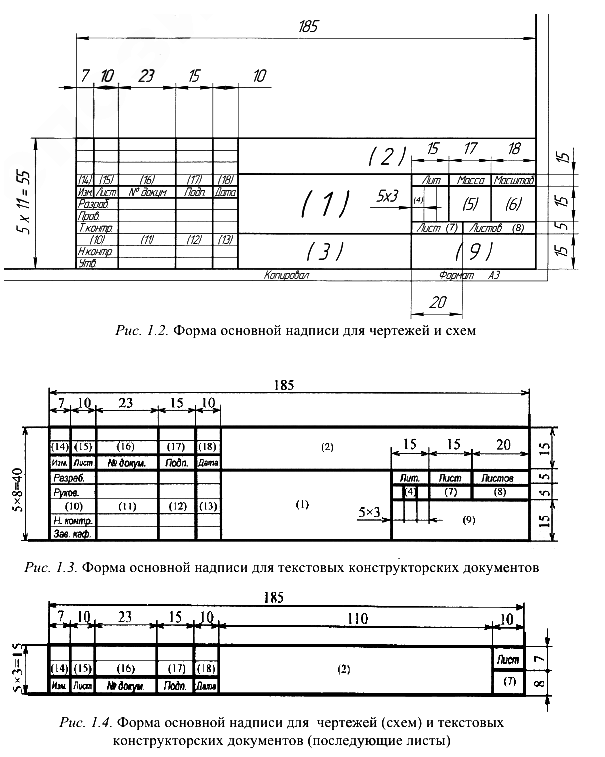 185
7 10 23 15 10
5 x 11 = 55
(2) 15 17 18 15
(14) (15) (16) (17) (18) Лит Масса Масштаб
Изм. Лист № докум Подп. Дата (1) 5х3 (4) (5) (6) 15
Разраб.
Пров.
Т.контр. Лист (7) Листов (8) 5
(10) (11) (12) (13) (3) (9) 15
Н.контр
Утв.
Копировал Формат А3
20
Рис. 1.2. Форма основной надписи для чертежей и схем
185
7 10 23 15 10
5×8=40
(14) (15) (16) (17) (18) (2) 15 15 20 15
Изм. Лист № докум. Подп. Дата
Разраб. Лит. Лист Листов 5
Руков. (4) (7) (8) 5
(10) (11) (12) (13) (1) 5×3 (9) 15
Н. контр.
Зав. каф.
Рис. 1.3. Форма основной надписи для текстовых конструкторских документов
185
7 10 23 15 10 110 10
5×3=15
Лист 7
(14) (15) (16) (17) (18) (2)
Изм. Лист № докум. Подп. Дата (7) 8
Рис. 1.4. Форма основной надписи для чертежей (схем) и текстовых
конструкторских документов (последующие листы)